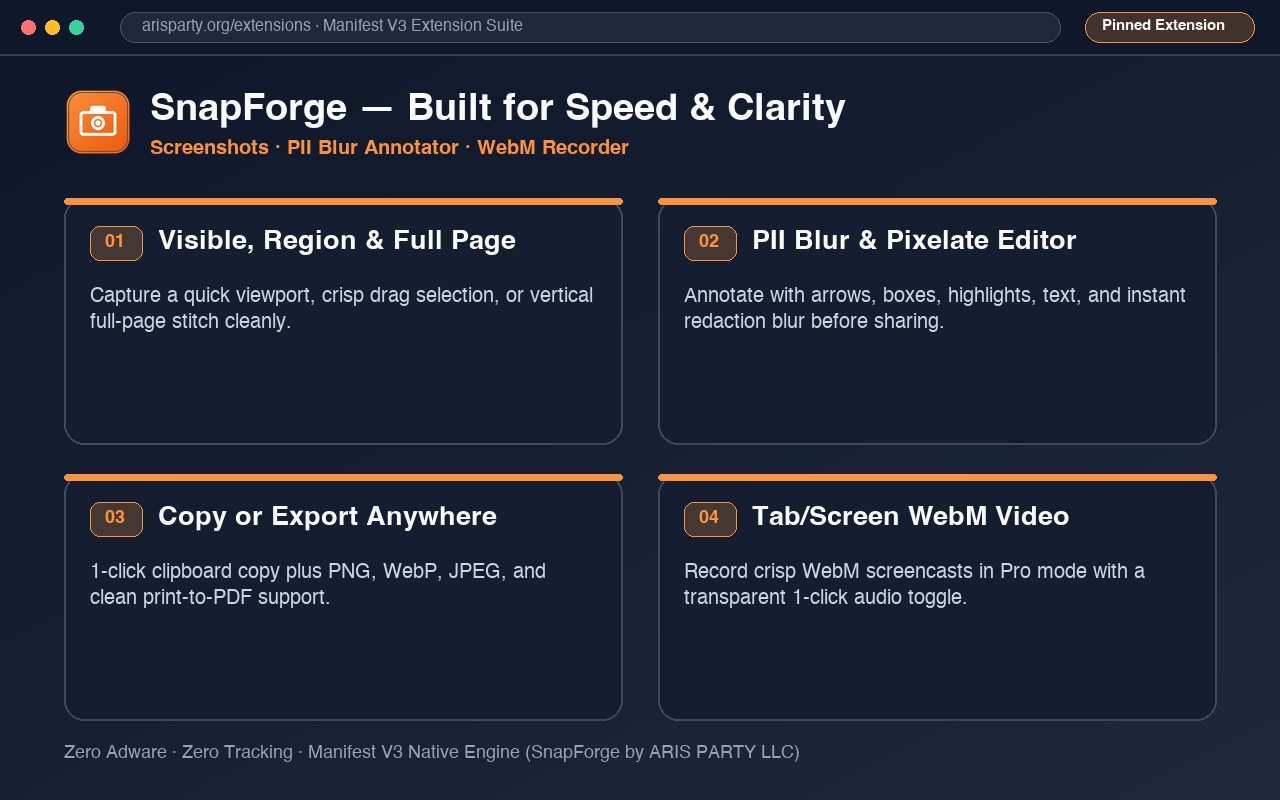 arisparty.org/extensions · Manifest V3 Extension Suite
Pinned Extension
SnapForge — Built for Speed & Clarity
Screenshots · PII Blur Annotator · WebM Recorder
01 Visible, Region & Full Page
Capture a quick viewport, crisp drag selection, or vertical
full-page stitch cleanly.
02 PII Blur & Pixelate Editor
Annotate with arrows, boxes, highlights, text, and instant
redaction blur before sharing.
03 Copy or Export Anywhere
1-click clipboard copy plus PNG, WebP, JPEG, and
clean print-to-PDF support.
04 Tab/Screen WebM Video
Record crisp WebM screencasts in Pro mode with a
transparent 1-click audio toggle.
Zero Adware · Zero Tracking · Manifest V3 Native Engine (SnapForge by ARIS PARTY LLC)